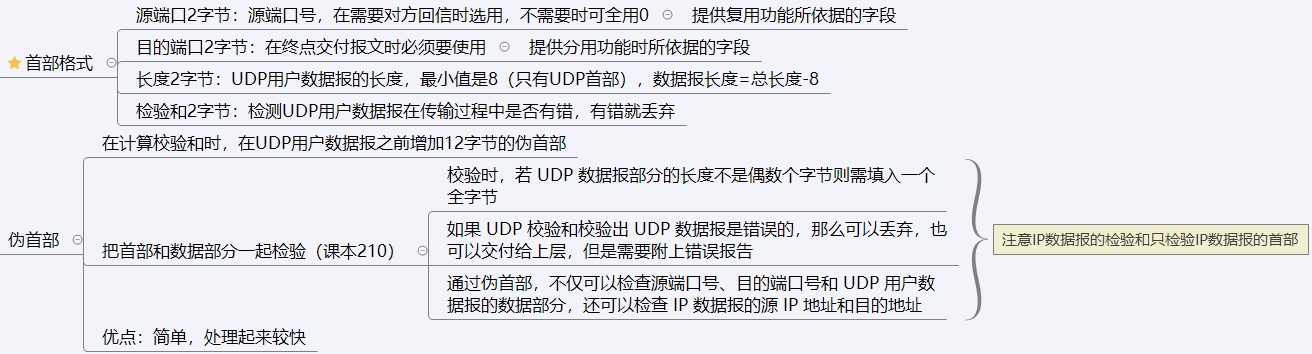 源端口2字节：源端口号，在需要对方回信时选用，不需要时可全用0
提供复用功能所依据的字段
目的端口2字节：在终点交付报文时必须要使用
提供分用功能时所依据的字段
首部格式
长度2字节：UDP用户数据报的长度，最小值是8（只有UDP首部），数据报长度=总长度-8
检验和2字节：检测UDP用户数据报在传输过程中是否有错，有错就丢弃
在计算校验和时，在UDP用户数据报之前增加12字节的伪首部
校验时，若 UDP 数据报部分的长度不是偶数个字节则需填入一个
全字节
伪首部
把首部和数据部分一起检验（课本210）
如果 UDP 校验和校验出 UDP 数据报是错误的，那么可以丢弃，也
可以交付给上层，但是需要附上错误报告
注意IP数据报的检验和只检验IP数据报的首部
通过伪首部，不仅可以检查源端口号、目的端口号和 UDP 用户数
据报的数据部分，还可以检查 IP 数据报的源 IP 地址和目的地址
优点：简单，处理起来较快